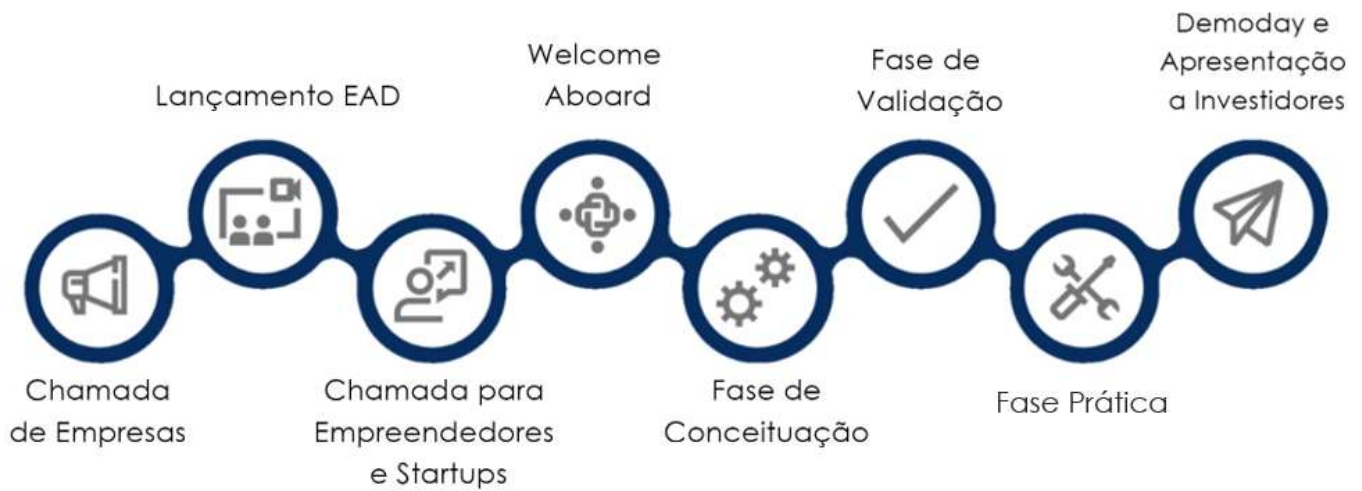 Chamada
de Empresas
Lançamento EAD
Chamada para
Empreendedores
e Startups
Welcome
Aboard
Fase de
Conceituação
Fase de
Validação
Fase Prática
Demoday e
Apresentação
a Investidores